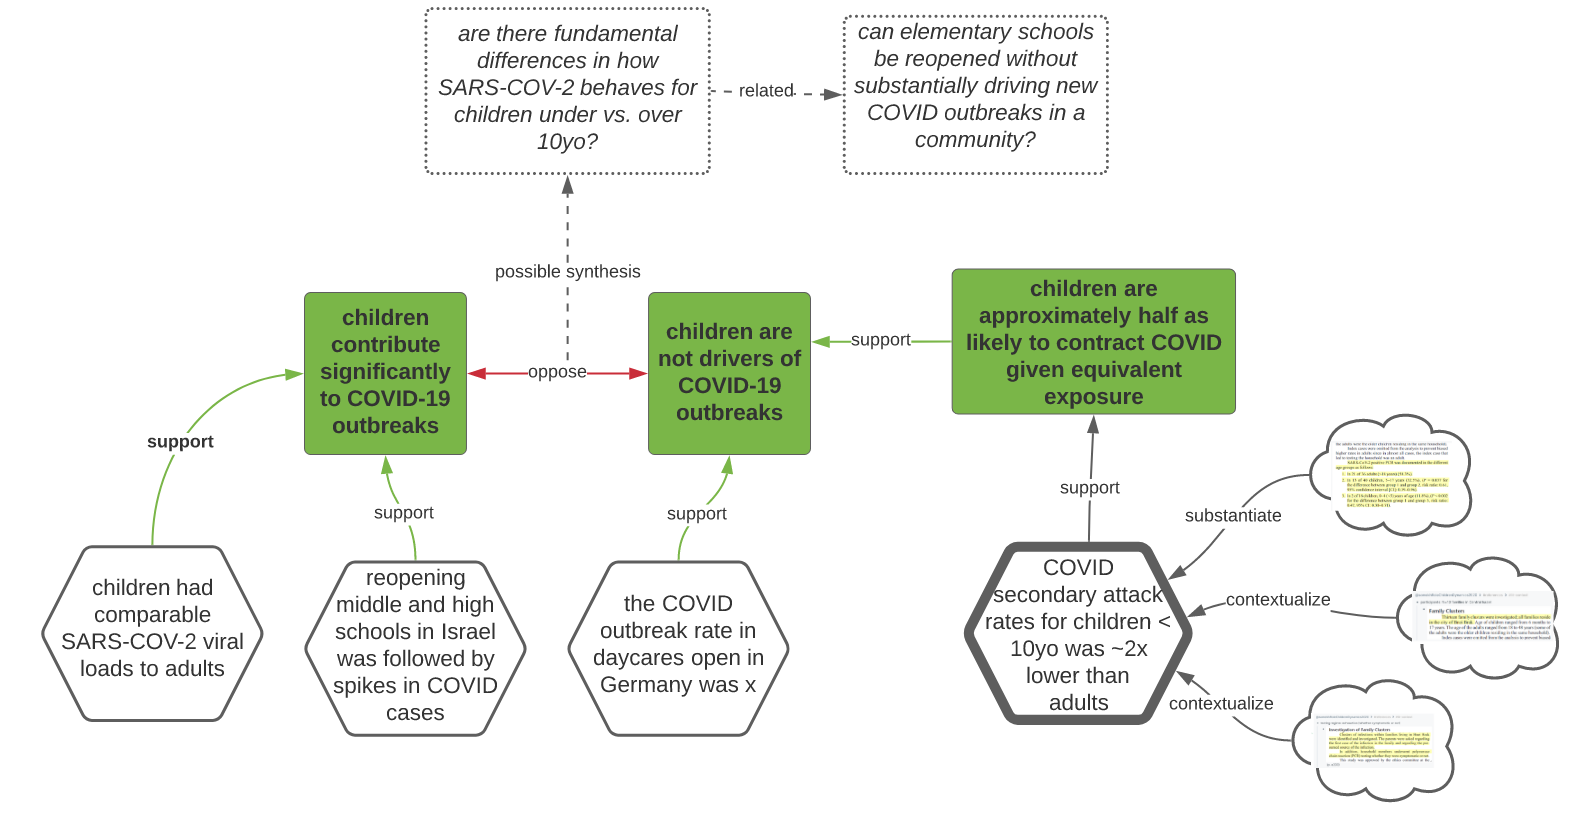 are there fundamental
differences in how
SARS-COV-2 behaves for
children under vs. over
10yo?
related
can elementary schools
be reopened without
substantially driving new
COVID outbreaks in a
community?
possible synthesis
children
contribute
significantly
to COVID-19
outbreaks
oppose
children are
not drivers of
COVID-19
outbreaks
support
children are
approximately half as
likely to contract COVID
given equivalent
exposure
support
support
support
support
substantiate
contextualize
contextualize
children had
comparable
SARS-COV-2 viral
loads to adults
reopening
middle and high
schools in Israel
was followed by
spikes in COVID
cases
the COVID
outbreak rate in
daycares open in
Germany was x
COVID
secondary attack
rates for children <
10yo was ~2x
lower than
adults
Family Clusters
Investigation of Family Clusters